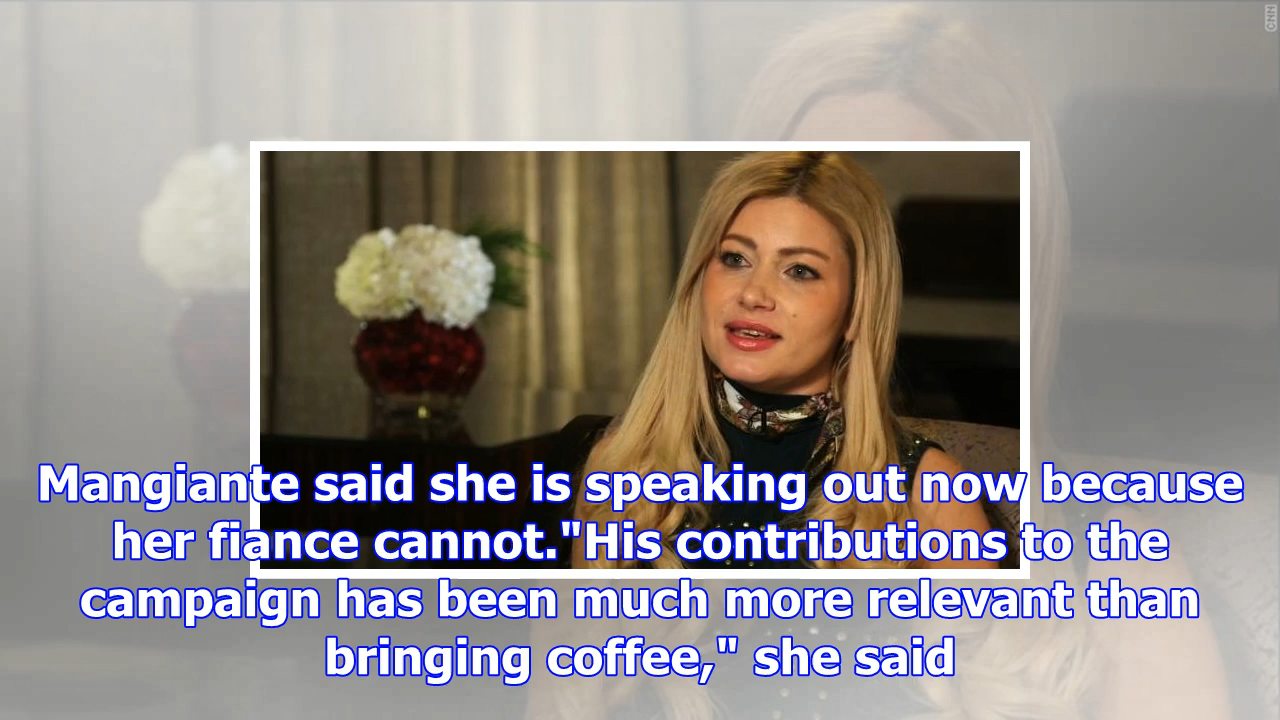 CNN
Mangiante said she is speaking out now because
her fiance cannot."His contributions to the
campaign has been much more relevant than
bringing coffee," she said